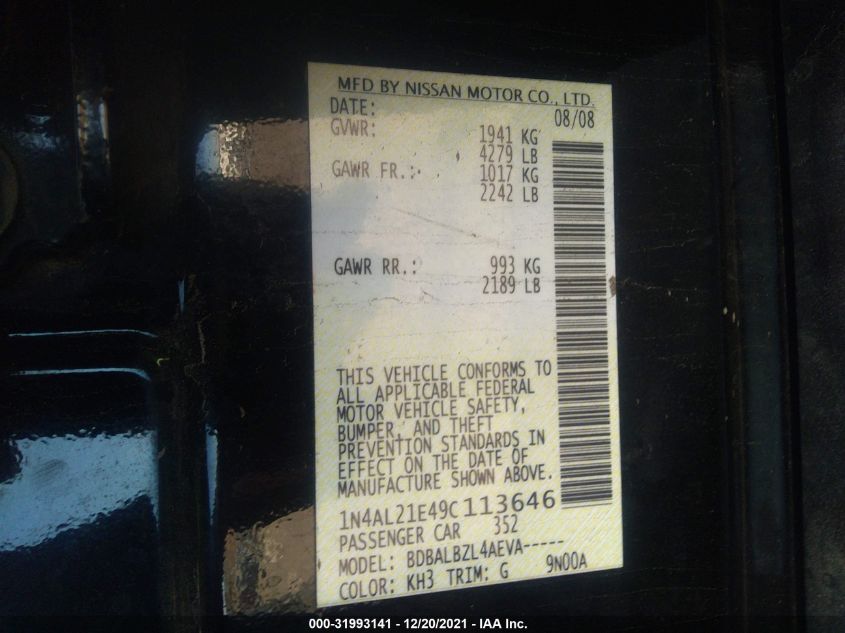 MFD BY NISSAN MOTOR CO., LTD.
DATE: 08/08
GVWR: 1941 KG
4279 LB
GAWR FR.: 1017 KG
2242 LB
GAWR RR.: 993 KG
2189 LB
THIS VEHICLE CONFORMS TO
ALL APPLICABLE FEDERAL
MOTOR VEHICLE SAFETY,
BUMPER, AND THEFT
PREVENTION STANDARDS IN
EFFECT ON THE DATE OF
MANUFACTURE SHOWN ABOVE.
1N4AL21E49C113646
PASSENGER CAR 352
MODEL: BDBALBZL4AEVA-----
COLOR: KH3 TRIM: G 9N00A
000-31993141 - 12/20/2021 - IAA Inc.